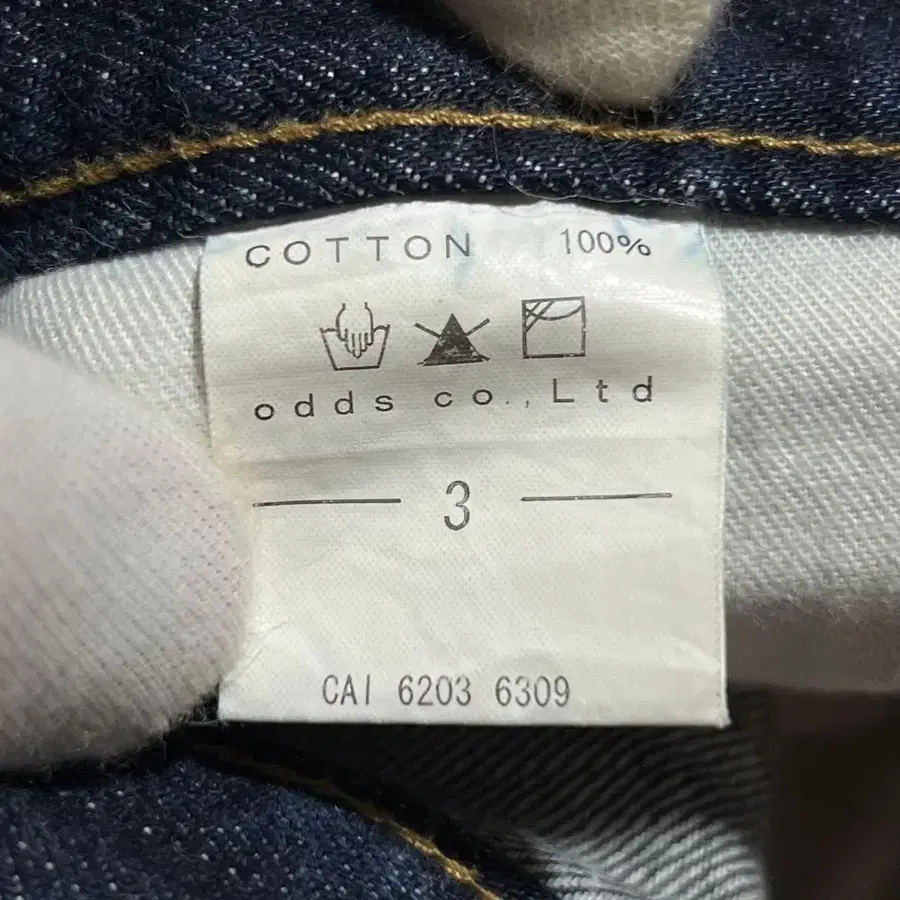 COTTON 100%
odds co., Ltd
3
CAI 6203 6309